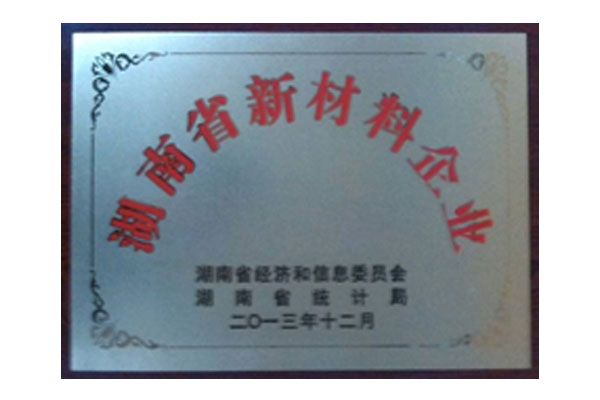 湖南省新材料企业
湖南省经济和信息委员会
湖南省统计局
二〇一三年十二月